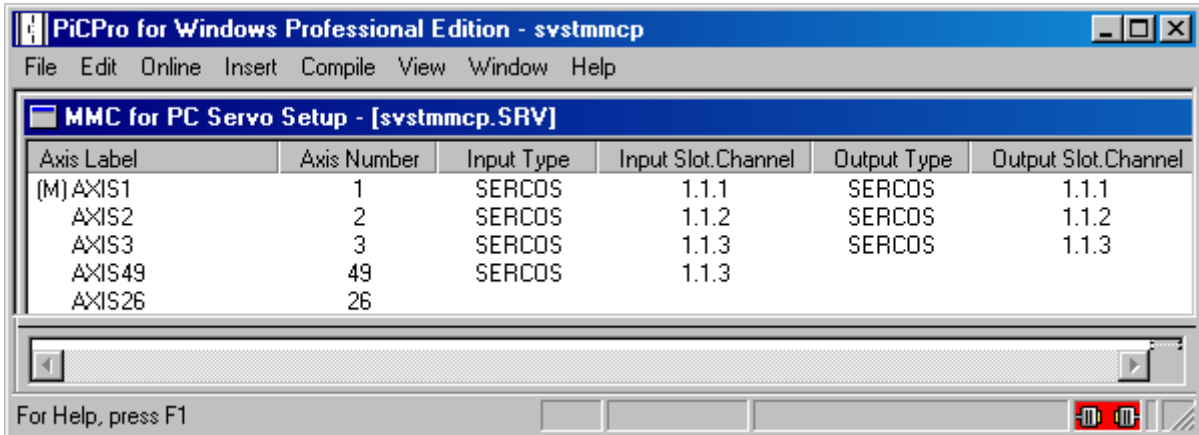 PiCPro for Windows Professional Edition - svstmmcp
File Edit Online Insert Compile View Window Help
MMC for PC Servo Setup - [svstmmcp.SRV]
Axis Label Axis Number Input Type Input Slot.Channel Output Type Output Slot.Channel
(M) AXIS1 1 SERCOS 1.1.1 SERCOS 1.1.1
AXIS2 2 SERCOS 1.1.2 SERCOS 1.1.2
AXIS3 3 SERCOS 1.1.3 SERCOS 1.1.3
AXIS49 49 SERCOS 1.1.3
AXIS26 26
For Help, press F1